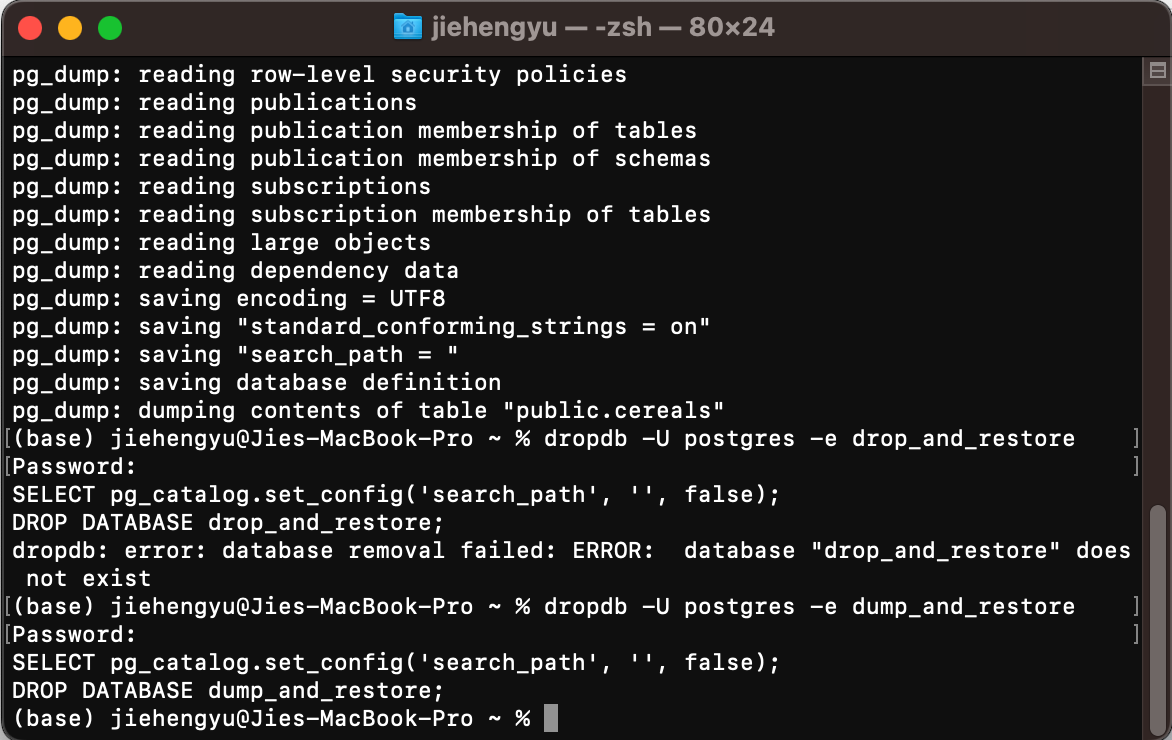 jiehengyu — -zsh — 80×24
pg_dump: reading row-level security policies
pg_dump: reading publications
pg_dump: reading publication membership of tables
pg_dump: reading publication membership of schemas
pg_dump: reading subscriptions
pg_dump: reading subscription membership of tables
pg_dump: reading large objects
pg_dump: reading dependency data
pg_dump: saving encoding = UTF8
pg_dump: saving "standard_conforming_strings = on"
pg_dump: saving "search_path = "
pg_dump: saving database definition
pg_dump: dumping contents of table "public.cereals"
[(base) jiehengyu@Jies-MacBook-Pro ~ % dropdb -U postgres -e drop_and_restore ]
[Password: ]
SELECT pg_catalog.set_config('search_path', '', false);
DROP DATABASE drop_and_restore;
dropdb: error: database removal failed: ERROR:  database "drop_and_restore" does
 not exist
[(base) jiehengyu@Jies-MacBook-Pro ~ % dropdb -U postgres -e dump_and_restore ]
[Password: ]
SELECT pg_catalog.set_config('search_path', '', false);
DROP DATABASE dump_and_restore;
(base) jiehengyu@Jies-MacBook-Pro ~ %